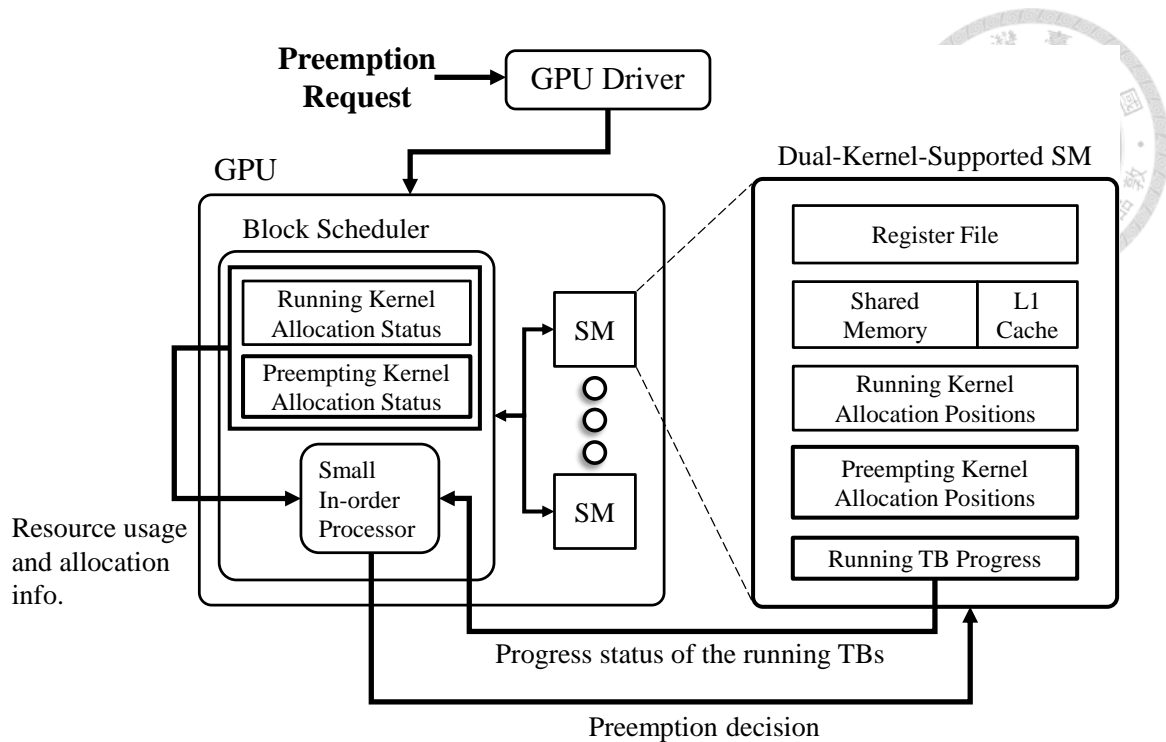 Preemption
Request
GPU Driver
GPU
Dual-Kernel-Supported SM
Block Scheduler
Running Kernel
Allocation Status
Preempting Kernel
Allocation Status
Small
In-order
Processor
SM
SM
Register File
Shared
Memory
L1
Cache
Running Kernel
Allocation Positions
Preempting Kernel
Allocation Positions
Running TB Progress
Resource usage
and allocation
info.
Progress status of the running TBs
Preemption decision